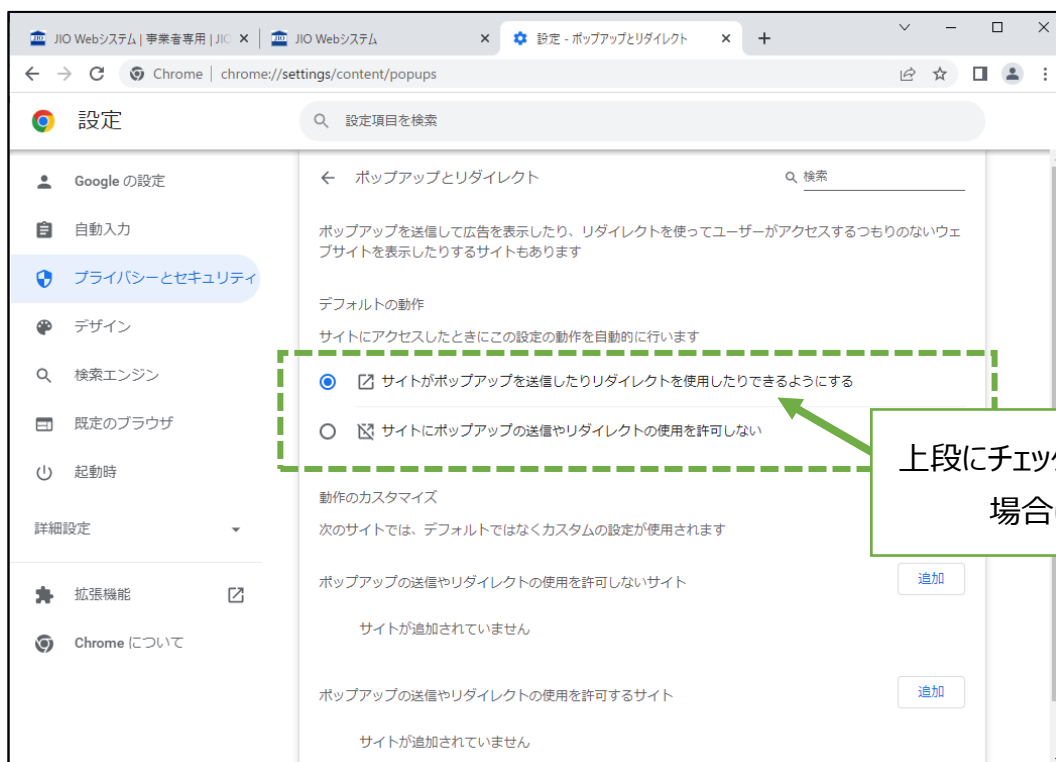 JIO Webシステム | 事業者専用 | JIO
JIO Webシステム
設定 - ポップアップとリダイレクト
Chrome | chrome://settings/content/popups
設定
設定項目を検索
Google の設定
自動入力
プライバシーとセキュリティ
デザイン
検索エンジン
既定のブラウザ
起動時
詳細設定
拡張機能
Chrome について
ポップアップとリダイレクト
検索
ポップアップを送信して広告を表示したり、リダイレクトを使ってユーザーがアクセスするつもりのないウェ
ブサイトを表示したりするサイトもあります
デフォルトの動作
サイトにアクセスしたときにこの設定の動作を自動的に行います
サイトがポップアップを送信したりリダイレクトを使用したりできるようにする
サイトにポップアップの送信やリダイレクトの使用を許可しない
上段にチェッ
場合
動作のカスタマイズ
次のサイトでは、デフォルトではなくカスタムの設定が使用されます
ポップアップの送信やリダイレクトの使用を許可しないサイト
追加
サイトが追加されていません
ポップアップの送信やリダイレクトの使用を許可するサイト
追加
サイトが追加されていません